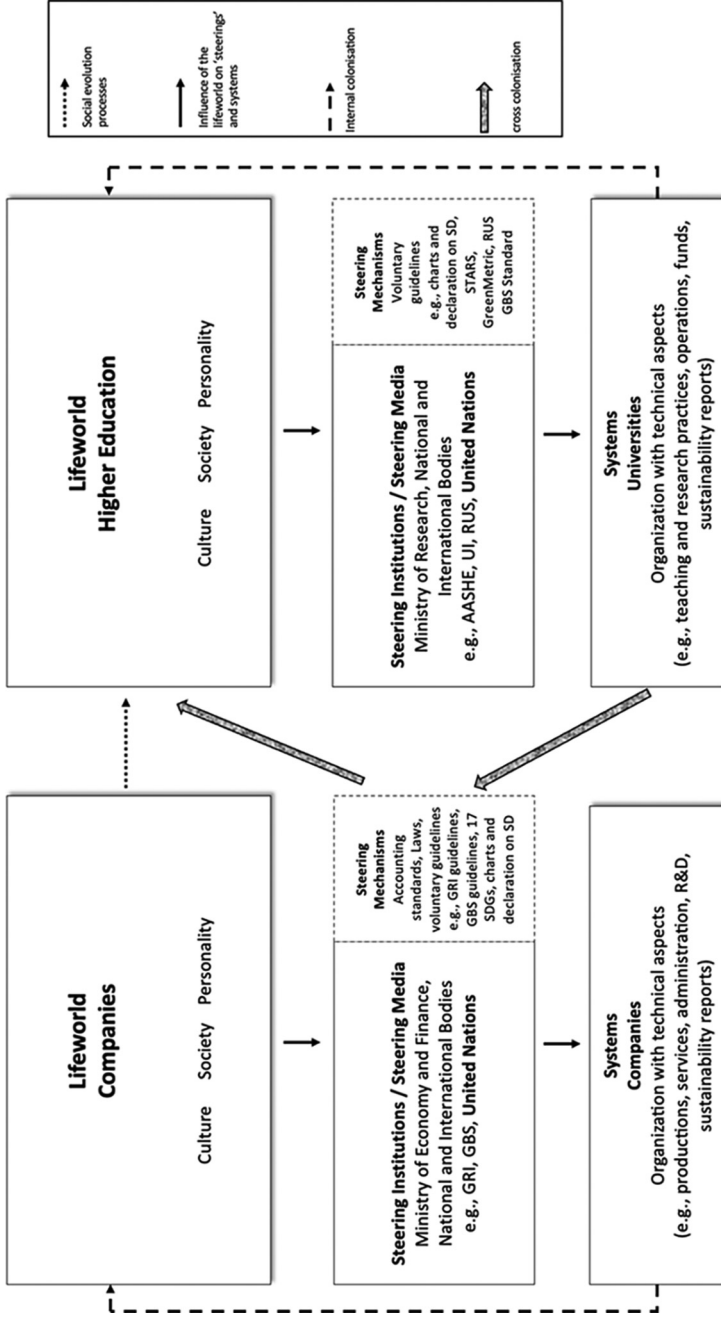 Lifeworld
Companies
Culture Society Personality
Steering Institutions / Steering Media
Ministry of Economy and Finance,
National and International Bodies
e.g., GRI, GBS, United Nations
Steering
Mechanisms
Accounting
standards, Laws,
voluntary guidelines
e.g., GRI guidelines,
GBS guidelines, 17
SDGs, charts and
declaration on SD
Systems
Companies
Organization with technical aspects
(e.g., productions, services, administration, R&D,
sustainability reports)
Lifeworld
Higher Education
Culture Society Personality
Steering Institutions / Steering Media
Ministry of Research, National and
International Bodies
e.g., AASHE, UI, RUS, United Nations
Steering
Mechanisms
Voluntary
guidelines
e.g., charts and
declaration on SD,
STARS,
GreenMetric, RUS
GBS Standard
Systems
Universities
Organization with technical aspects
(e.g., teaching and research practices, operations, funds,
sustainability reports)
Social evolution
processes
Influence of the
lifeworld on 'steerings'
and systems
Internal colonisation
cross colonisation